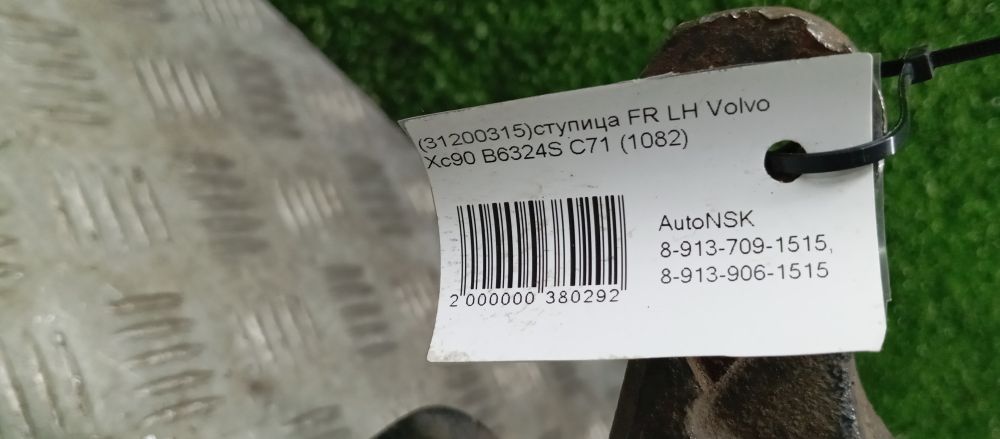 (31200315)ступица FR LH Volvo
Xc90 B6324S C71 (1082)
AutoNSK
8-913-709-1515,
8-913-906-1515
2 000000 380292